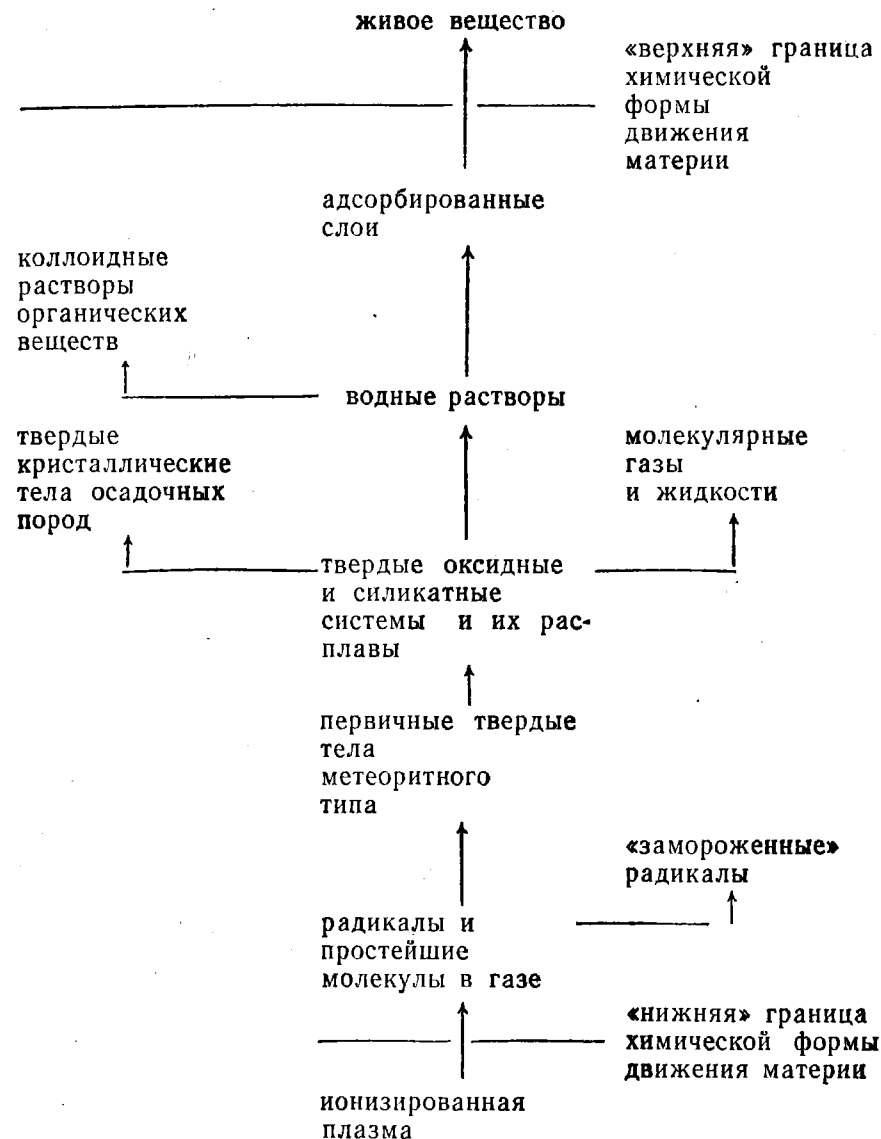 живое вещество
«верхняя» граница
химической
формы
движения
материи
адсорбированные
слои
коллоидные
растворы
органических
веществ
водные растворы
твердые
кристаллические
тела осадочных
пород
молекулярные
газы
и жидкости
твердые оксидные
и силикатные
системы и их рас-
плавы
первичные твердые
тела
метеоритного
типа
«замороженные»
радикалы
радикалы и
простейшие
молекулы в газе
«нижняя» граница
химической формы
движения материи
ионизированная
плазма